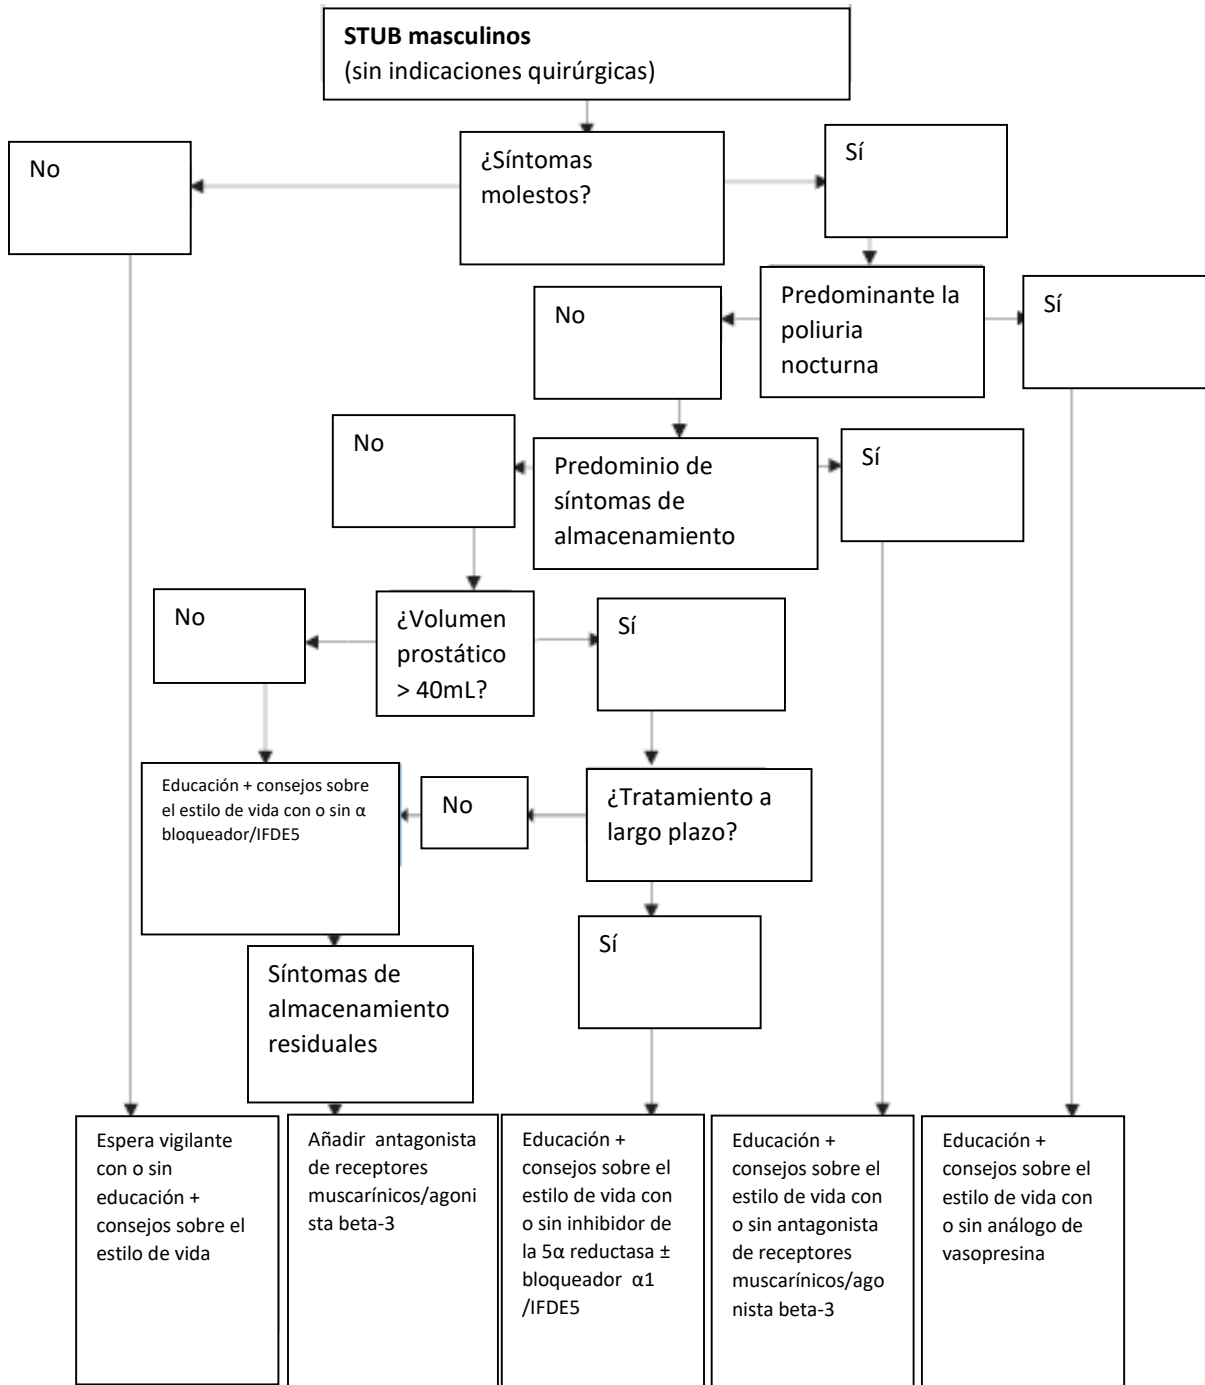 STUB masculinos
(sin indicaciones quirúrgicas)
No
¿Síntomas
molestos?
Sí
No
Predominante la
poliuria
nocturna
Sí
No
Predominio de
síntomas de
almacenamiento
Sí
No
¿Volumen
prostático
> 40mL?
Sí
Educación + consejos sobre
el estilo de vida con o sin α
bloqueador/IFDE5
No
¿Tratamiento a
largo plazo?
Síntomas de
almacenamiento
residuales
Sí
Espera vigilante
con o sin
educación +
consejos sobre el
estilo de vida
Añadir antagonista
de receptores
muscarínicos/agoni
sta beta-3
Educación +
consejos sobre el
estilo de vida con
o sin inhibidor de
la 5α reductasa ±
bloqueador α1
/IFDE5
Educación +
consejos sobre el
estilo de vida con
o sin antagonista
de receptores
muscarínicos/ago
nista beta-3
Educación +
consejos sobre el
estilo de vida con
o sin análogo de
vasopresina